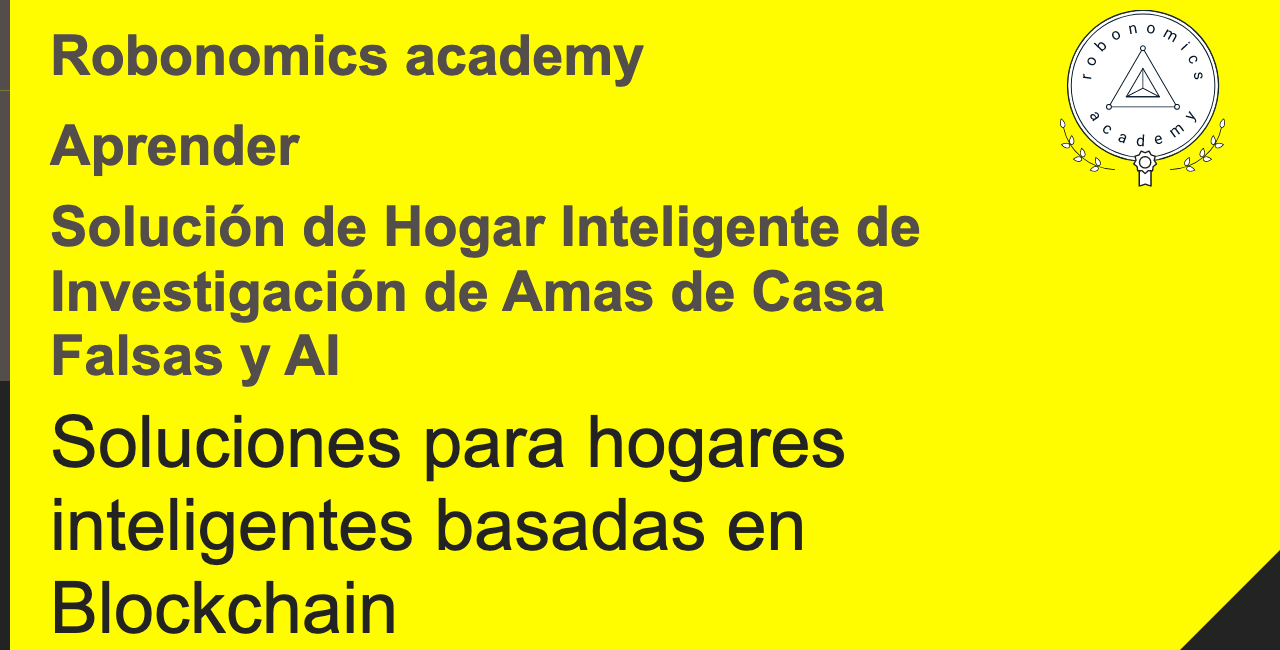 Robonomics academy
Aprender
Solución de Hogar Inteligente de
Investigación de Amas de Casa
Falsas y AI
Soluciones para hogares
inteligentes basadas en
Blockchain
robonomics
academy